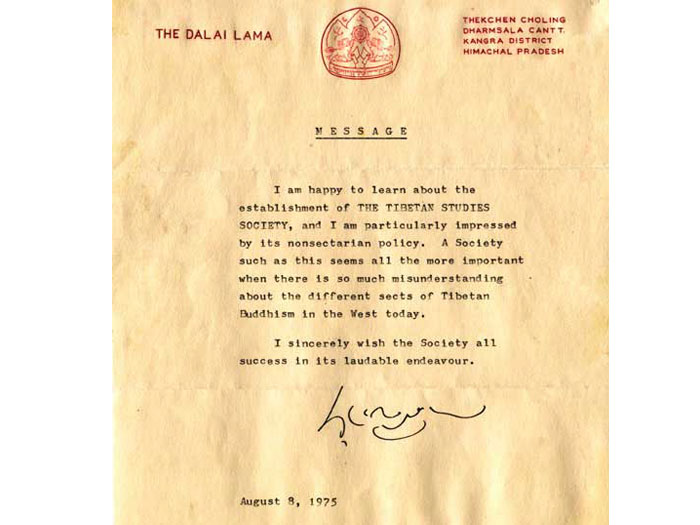 THE DALAI LAMA
THEKCHEN CHOLING
DHARMSALA CANTT.
KANGRA DISTRICT
HIMACHAL PRADESH
MESSAGE
I am happy to learn about the
establishment of THE TIBETAN STUDIES
SOCIETY, and I am particularly impressed
by its nonsectarian policy. A Society
such as this seems all the more important
when there is so much misunderstanding
about the different sects of Tibetan
Buddhism in the West today.
I sincerely wish the Society all
success in its laudable endeavour.
August 8, 1975